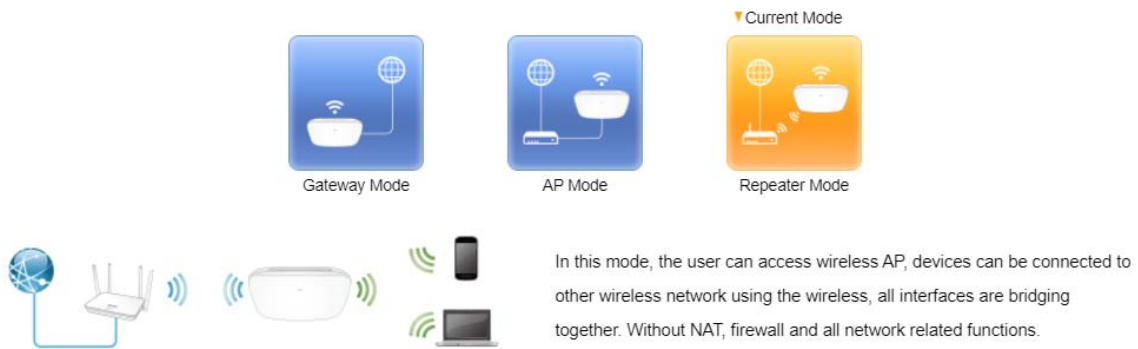 Current Mode
Gateway Mode
AP Mode
Repeater Mode
In this mode, the user can access wireless AP, devices can be connected to
other wireless network using the wireless, all interfaces are bridging
together. Without NAT, firewall and all network related functions.